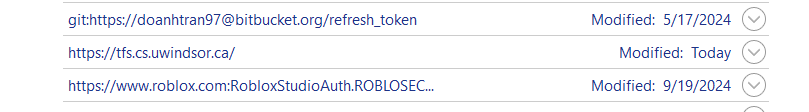 git:https://doanhtran97@bitbucket.org/refresh_token Modified: 5/17/2024
https://tfs.cs.uwindsor.ca/ Modified: Today
https://www.roblox.com:RobloxStudioAuth.ROBLOSEC... Modified: 9/19/2024